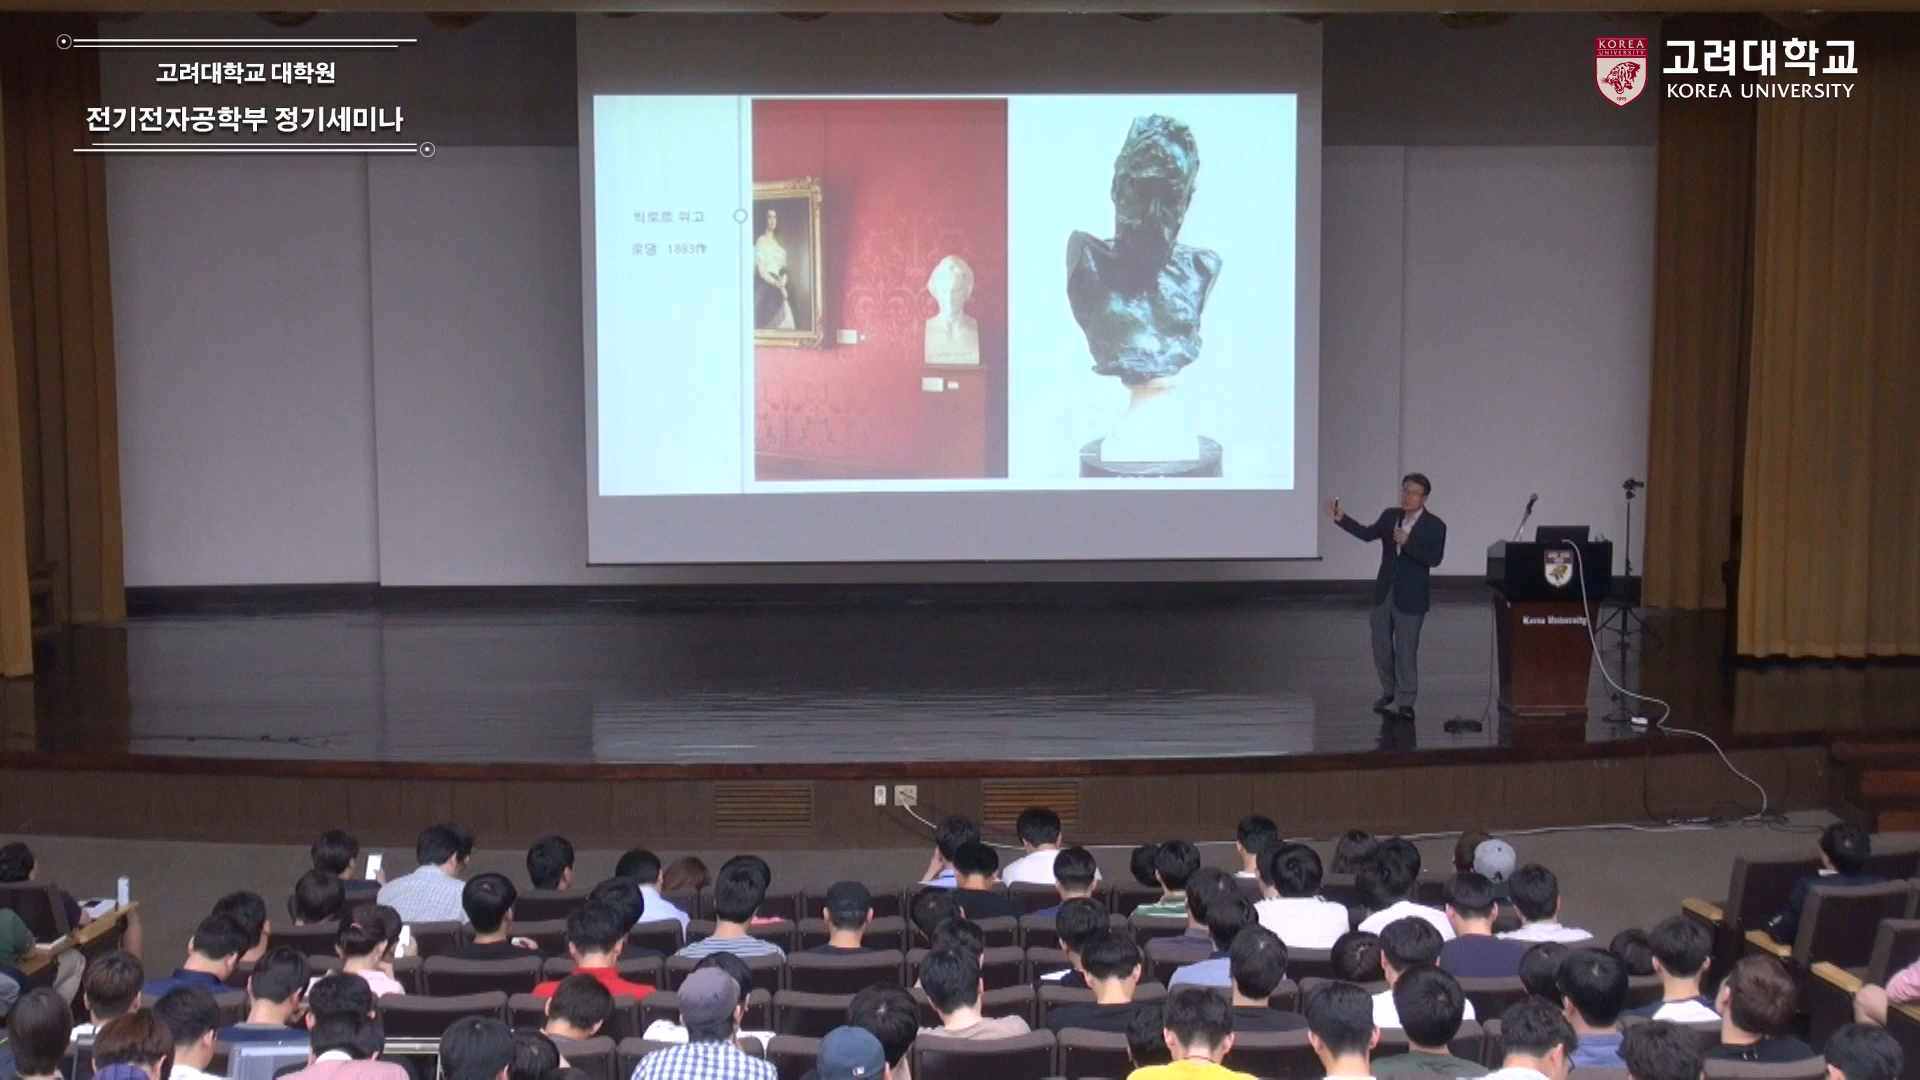 고려대학교 대학원
전기전자공학부 정기세미나
KOREA
UNIVERSITY
1905
고려대학교
KOREA UNIVERSITY
빅토르 위고
로댕 1883作
Korea University